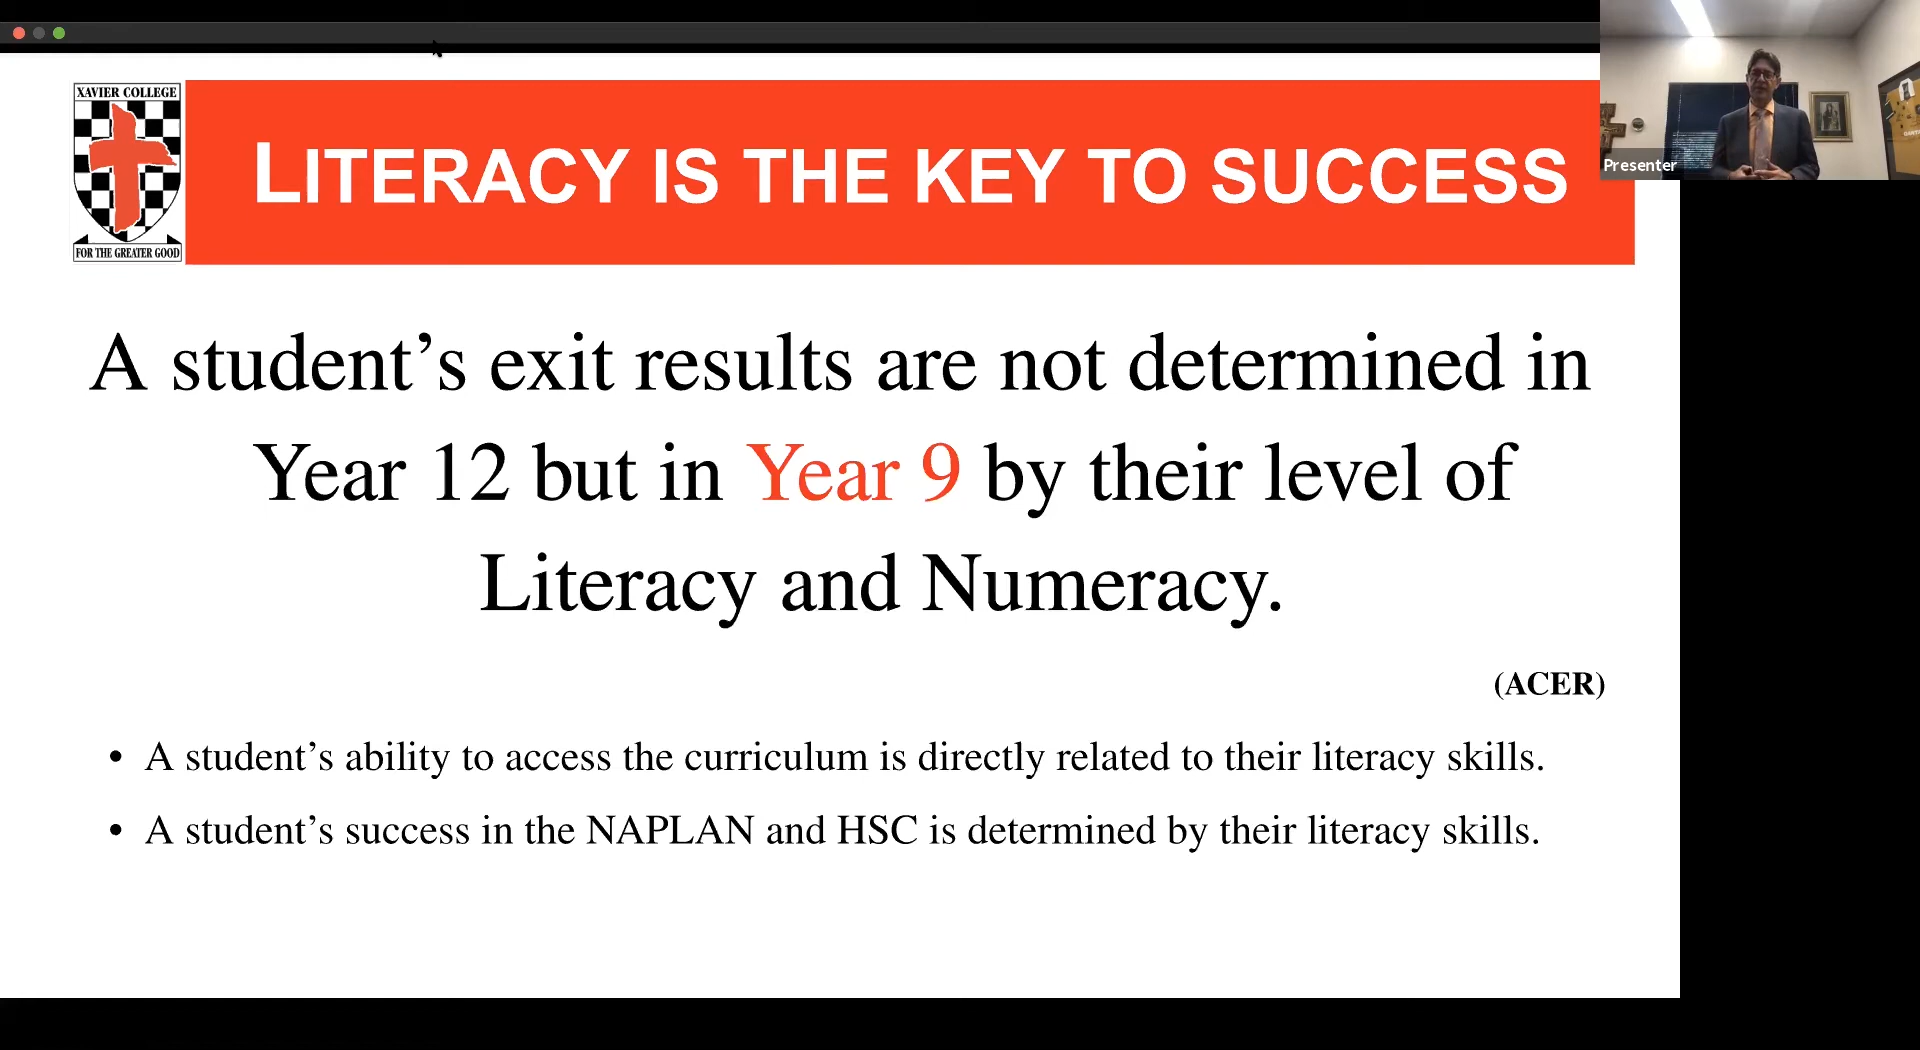 XAVIER COLLEGE
FOR THE GREATER GOOD
LITERACY IS THE KEY TO SUCCESS
Presenter
A student’s exit results are not determined in
Year 12 but in Year 9 by their level of
Literacy and Numeracy.
(ACER)
• A student’s ability to access the curriculum is directly related to their literacy skills.
• A student’s success in the NAPLAN and HSC is determined by their literacy skills.